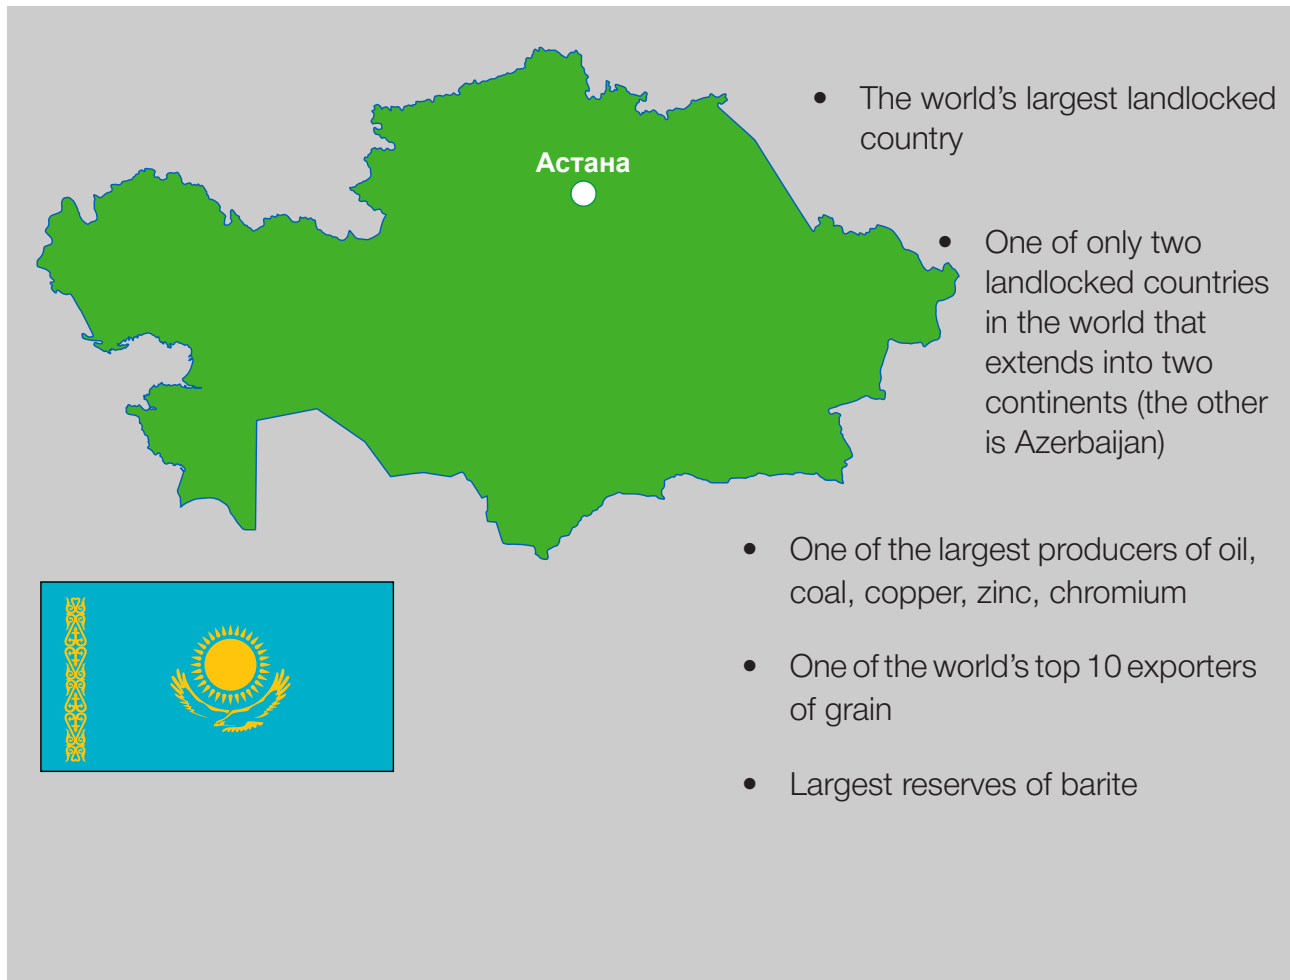 Астана
• The world’s largest landlocked
country
• One of only two
landlocked countries
in the world that
extends into two
continents (the other
is Azerbaijan)
• One of the largest producers of oil,
coal, copper, zinc, chromium
• One of the world’s top 10 exporters
of grain
• Largest reserves of barite